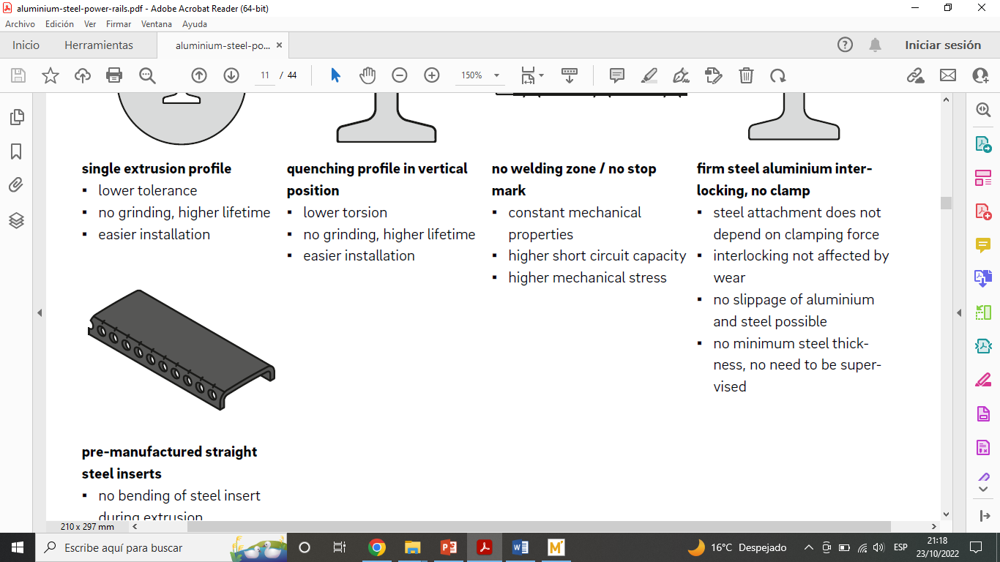 aluminium-steel-power-rails.pdf - Adobe Acrobat Reader (64-bit)
Archivo Edición Ver Firmar Ventana Ayuda
Inicio Herramientas aluminium-steel-po... Iniciar sesión
11 / 44 150%
single extrusion profile
▪ lower tolerance
▪ no grinding, higher lifetime
▪ easier installation
quenching profile in vertical
position
▪ lower torsion
▪ no grinding, higher lifetime
▪ easier installation
no welding zone / no stop
mark
▪ constant mechanical
properties
▪ higher short circuit capacity
▪ higher mechanical stress
firm steel aluminium inter-
locking, no clamp
▪ steel attachment does not
depend on clamping force
▪ interlocking not affected by
wear
▪ no slippage of aluminium
and steel possible
▪ no minimum steel thick-
ness, no need to be super-
vised
pre-manufactured straight
steel inserts
▪ no bending of steel insert
during extrusion
210 x 297 mm
Escribe aquí para buscar
16°C Despejado
ESP
21:18
23/10/2022